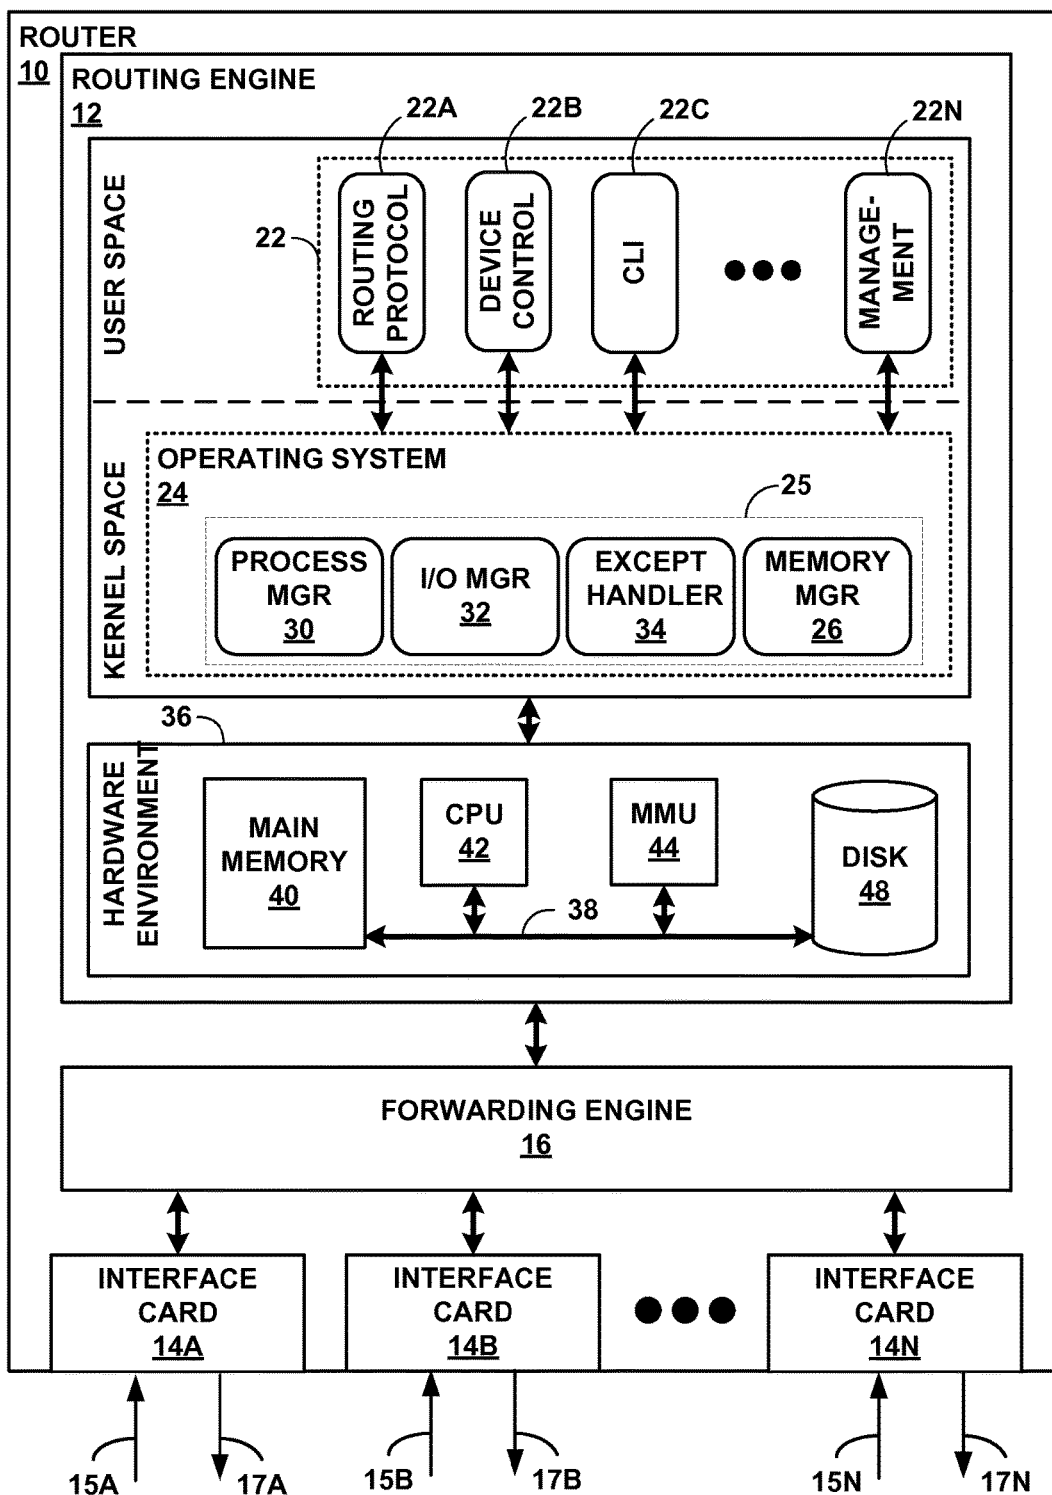 ROUTER
10
ROUTING ENGINE
12
22A
22B
22C
22N
USER SPACE
22
ROUTING
PROTOCOL
DEVICE
CONTROL
CLI
MANAGE-
MENT
KERNEL SPACE
OPERATING SYSTEM
24
25
PROCESS
MGR
30
I/O MGR
32
EXCEPT
HANDLER
34
MEMORY
MGR
26
36
HARDWARE
ENVIRONMENT
MAIN
MEMORY
40
CPU
42
MMU
44
DISK
48
38
FORWARDING ENGINE
16
INTERFACE
CARD
14A
INTERFACE
CARD
14B
INTERFACE
CARD
14N
15A
17A
15B
17B
15N
17N